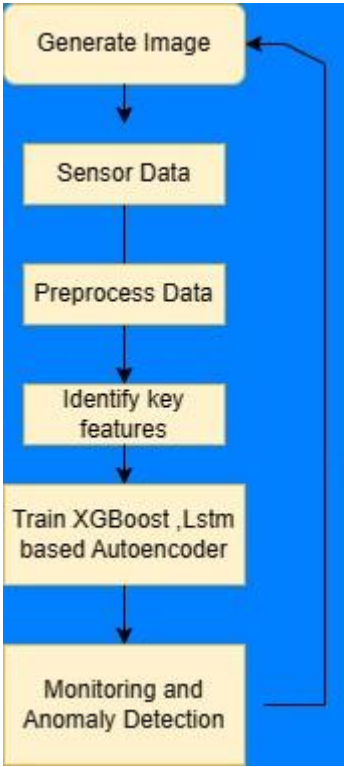 Generate Image
Sensor Data
Preprocess Data
Identify key
features
Train XGBoost ,Lstm
based Autoencoder
Monitoring and
Anomaly Detection